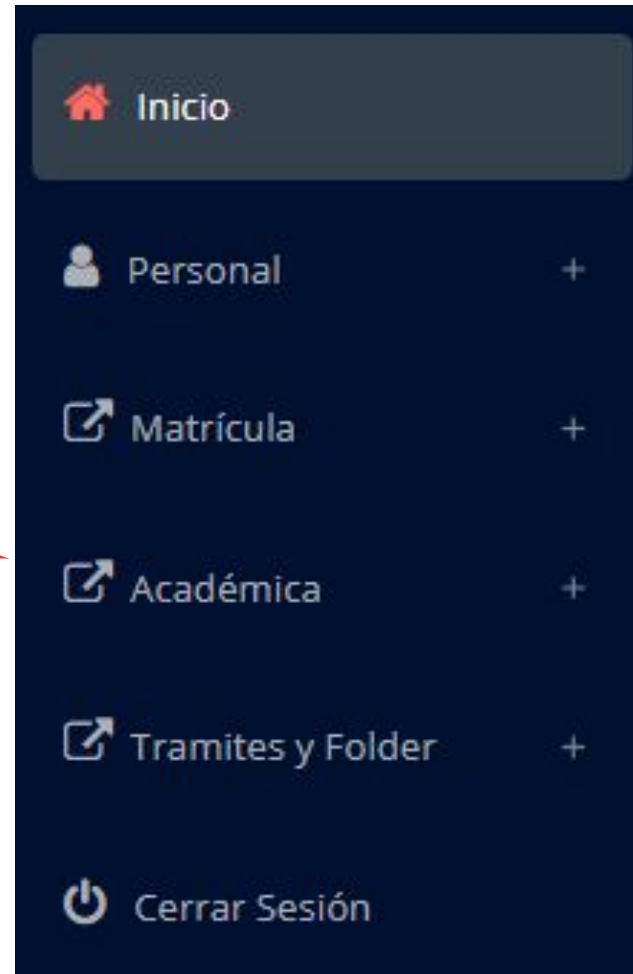 Inicio
Personal +
Matrícula +
Académica +
Tramites y Folder +
Cerrar Sesión